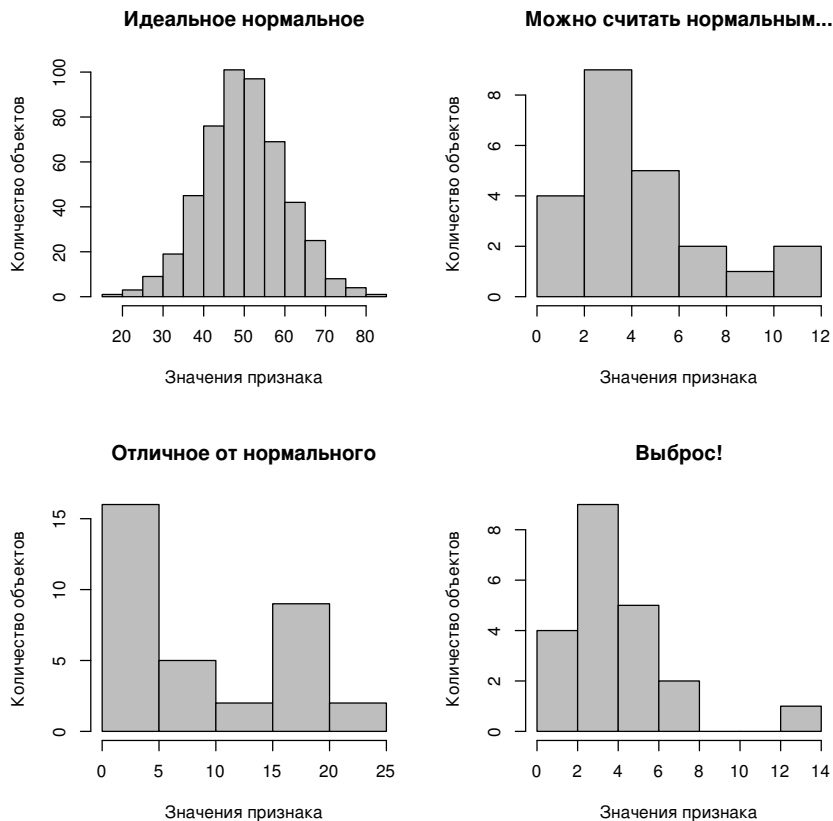 Идеальное нормальное
Количество объектов
0 20 40 60 80 100
20 30 40 50 60 70 80
Значения признака
Можно считать нормальным...
Количество объектов
0 2 4 6 8
0 2 4 6 8 10 12
Значения признака
Отличное от нормального
Количество объектов
0 5 10 15
0 5 10 15 20 25
Значения признака
Выброс!
Количество объектов
0 2 4 6 8
0 2 4 6 8 10 12 14
Значения признака